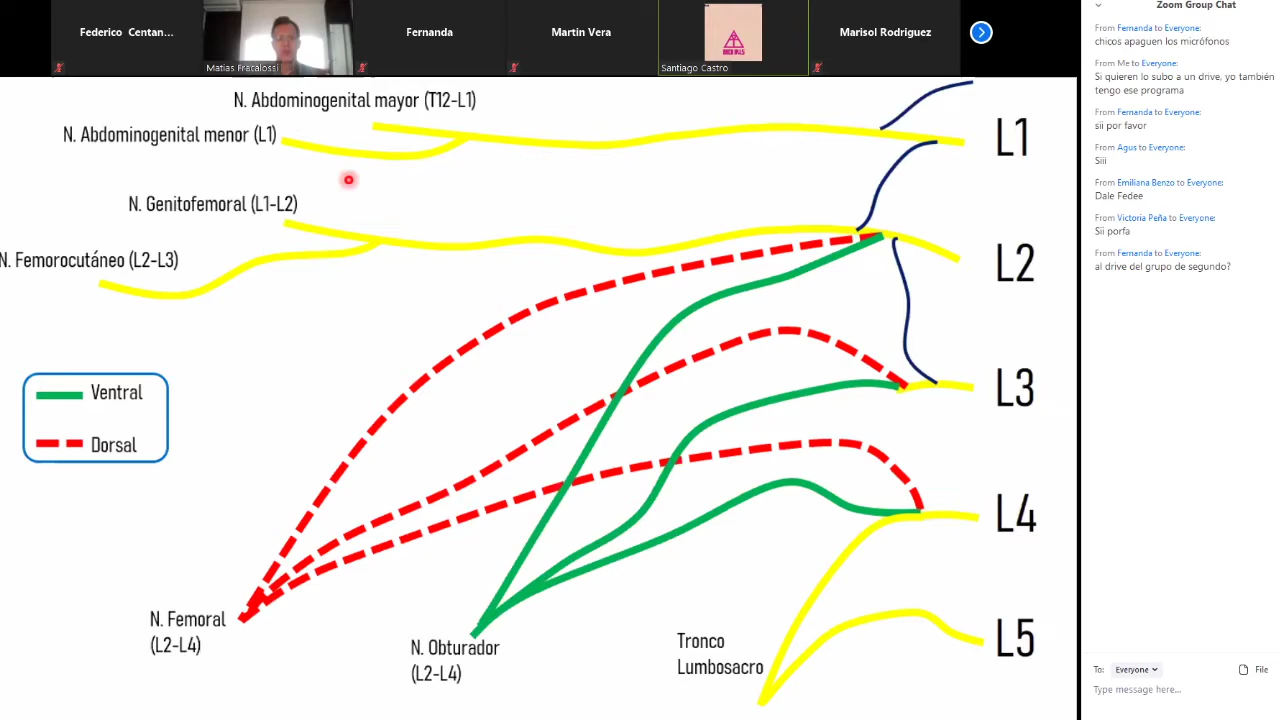 Federico Centan...
Matías Fracalossi
Fernanda
Martin Vera
Santiago Castro
Marisol Rodriguez
N. Abdominogenital mayor (T12-L1)
N. Abdominogenital menor (L1)
L1
N. Genitofemoral (L1-L2)
N. Femorocutáneo (L2-L3)
L2
Ventral
Dorsal
L3
L4
N. Femoral
(L2-L4)
N. Obturador
(L2-L4)
Tronco
Lumbosacro
L5
Zoom Group Chat
From Fernanda to Everyone:
chicos apaguen los micrófonos
From Me to Everyone:
Si quieren lo subo a un drive, yo también
tengo ese programa
From Fernanda to Everyone:
sii por favor
From Agus to Everyone:
Siii
From Emiliana Benzo to Everyone:
Dale Fedee
From Victoria Peña to Everyone:
Sii porfa
From Fernanda to Everyone:
al drive del grupo de segundo?
To: Everyone
File
Type message here...